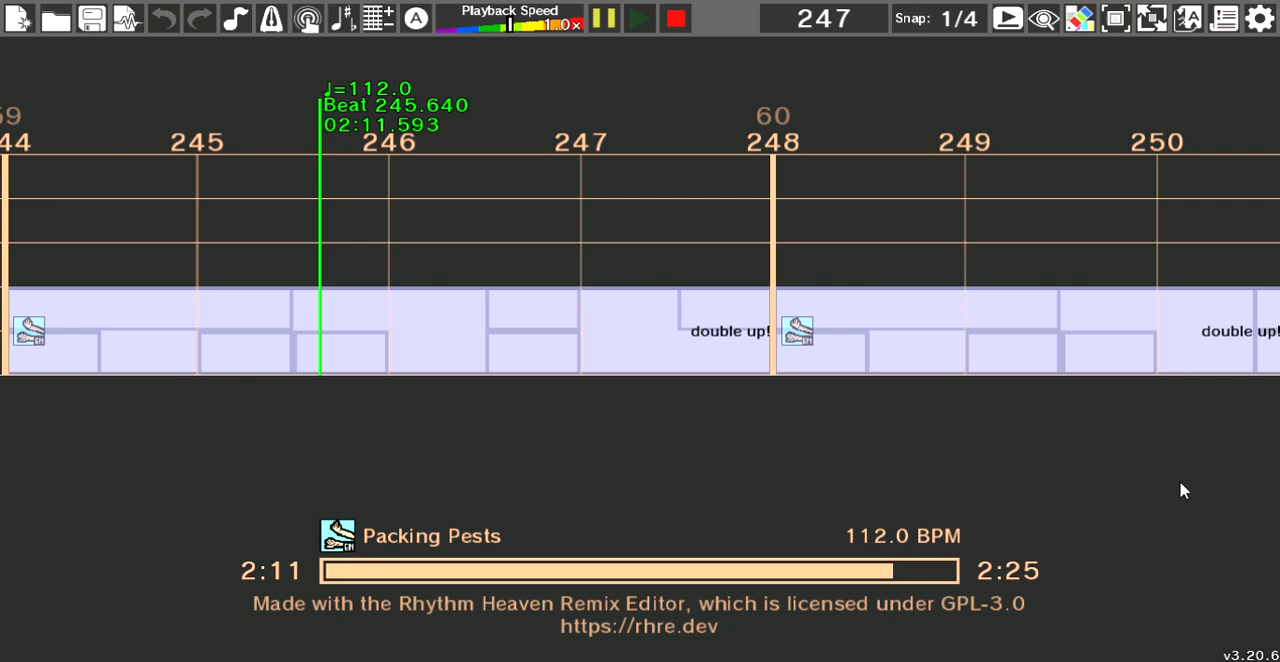 Playback Speed
1.0x
247
Snap: 1/4
A
♩=112.0
Beat 245.640
02:11.593
59 60
44 245 246 247 248 249 250
EN double up! EN double up!
EN Packing Pests 112.0 BPM
2:11 2:25
Made with the Rhythm Heaven Remix Editor, which is licensed under GPL-3.0
https://rhre.dev
v3.20.6